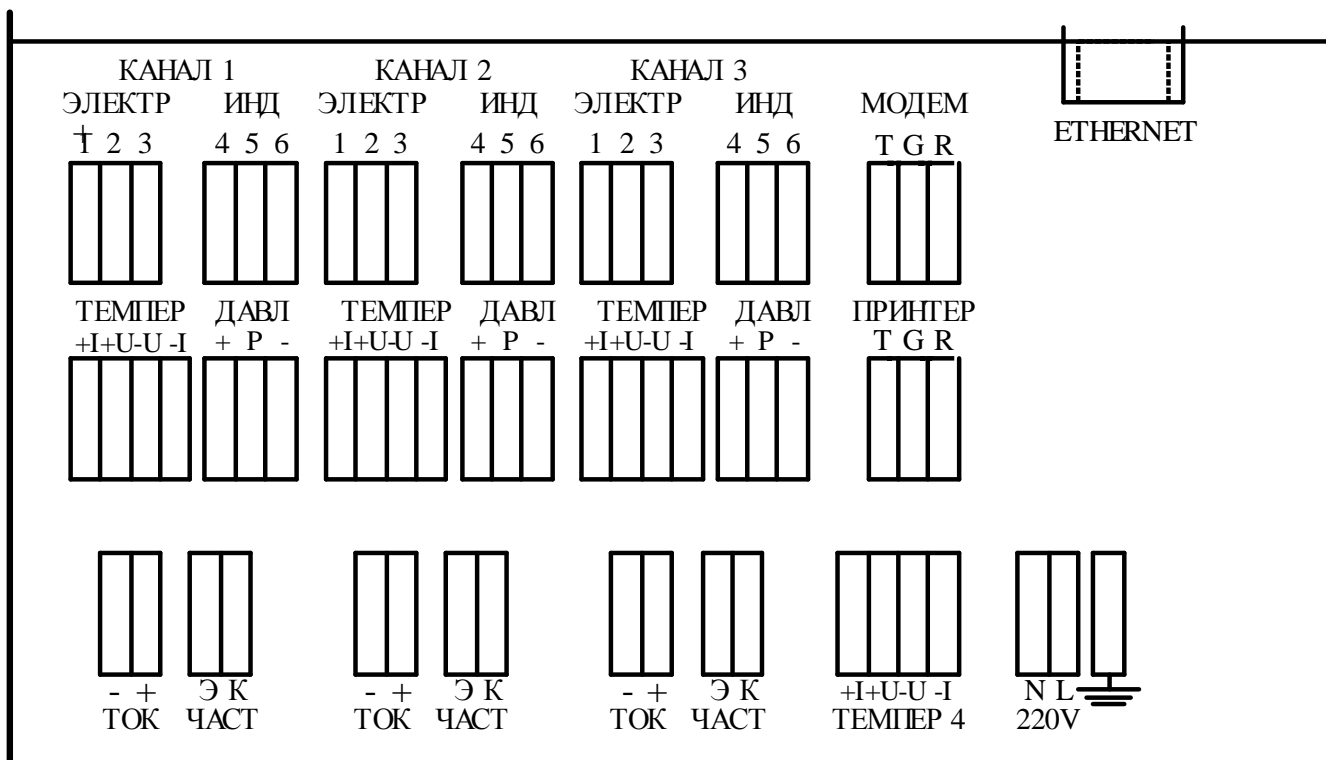 КАНАЛ 1 КАНАЛ 2 КАНАЛ 3
ЭЛЕКТР ИНД ЭЛЕКТР ИНД ЭЛЕКТР ИНД МОДЕМ
ETHERNET
1 2 3 4 5 6 1 2 3 4 5 6 1 2 3 4 5 6 T G R
ТЕМПЕР ДАВЛ ТЕМПЕР ДАВЛ ТЕМПЕР ДАВЛ ПРИНТЕР
+I+U-U -I + P - +I+U-U -I + P - +I+U-U -I + P - T G R
- + Э К - + Э К - + Э К +I+U-U -I N L
ТОК ЧАСТ ТОК ЧАСТ ТОК ЧАСТ ТЕМПЕР 4 220V